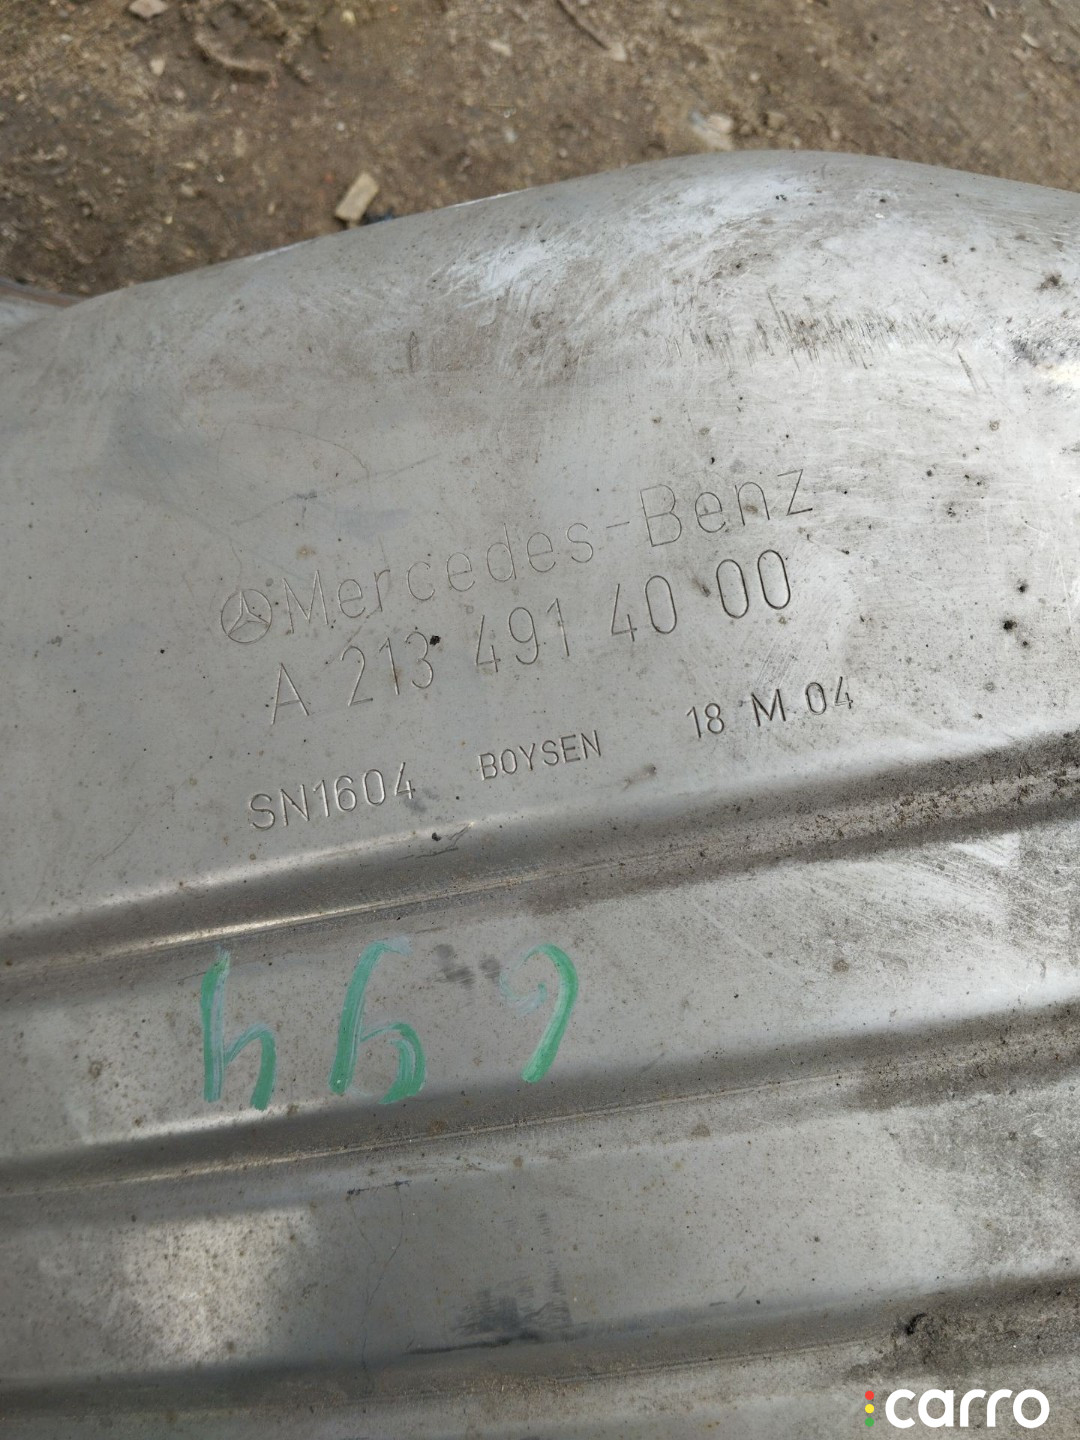 Mercedes-Benz
A 213 491 40 00
SN1604 BOYSEN 18 M 04
carro